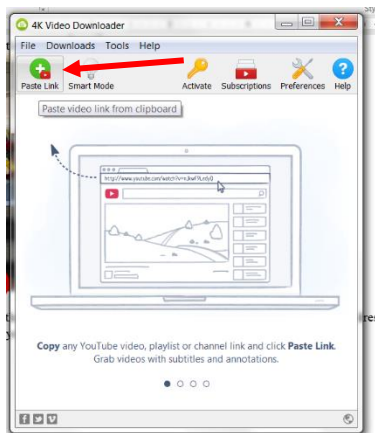 4K Video Downloader
File Downloads Tools Help
Paste Link Smart Mode Activate Subscriptions Preferences Help
Paste video link from clipboard
Copy any YouTube video, playlist or channel link and click Paste Link.
Grab videos with subtitles and annotations.